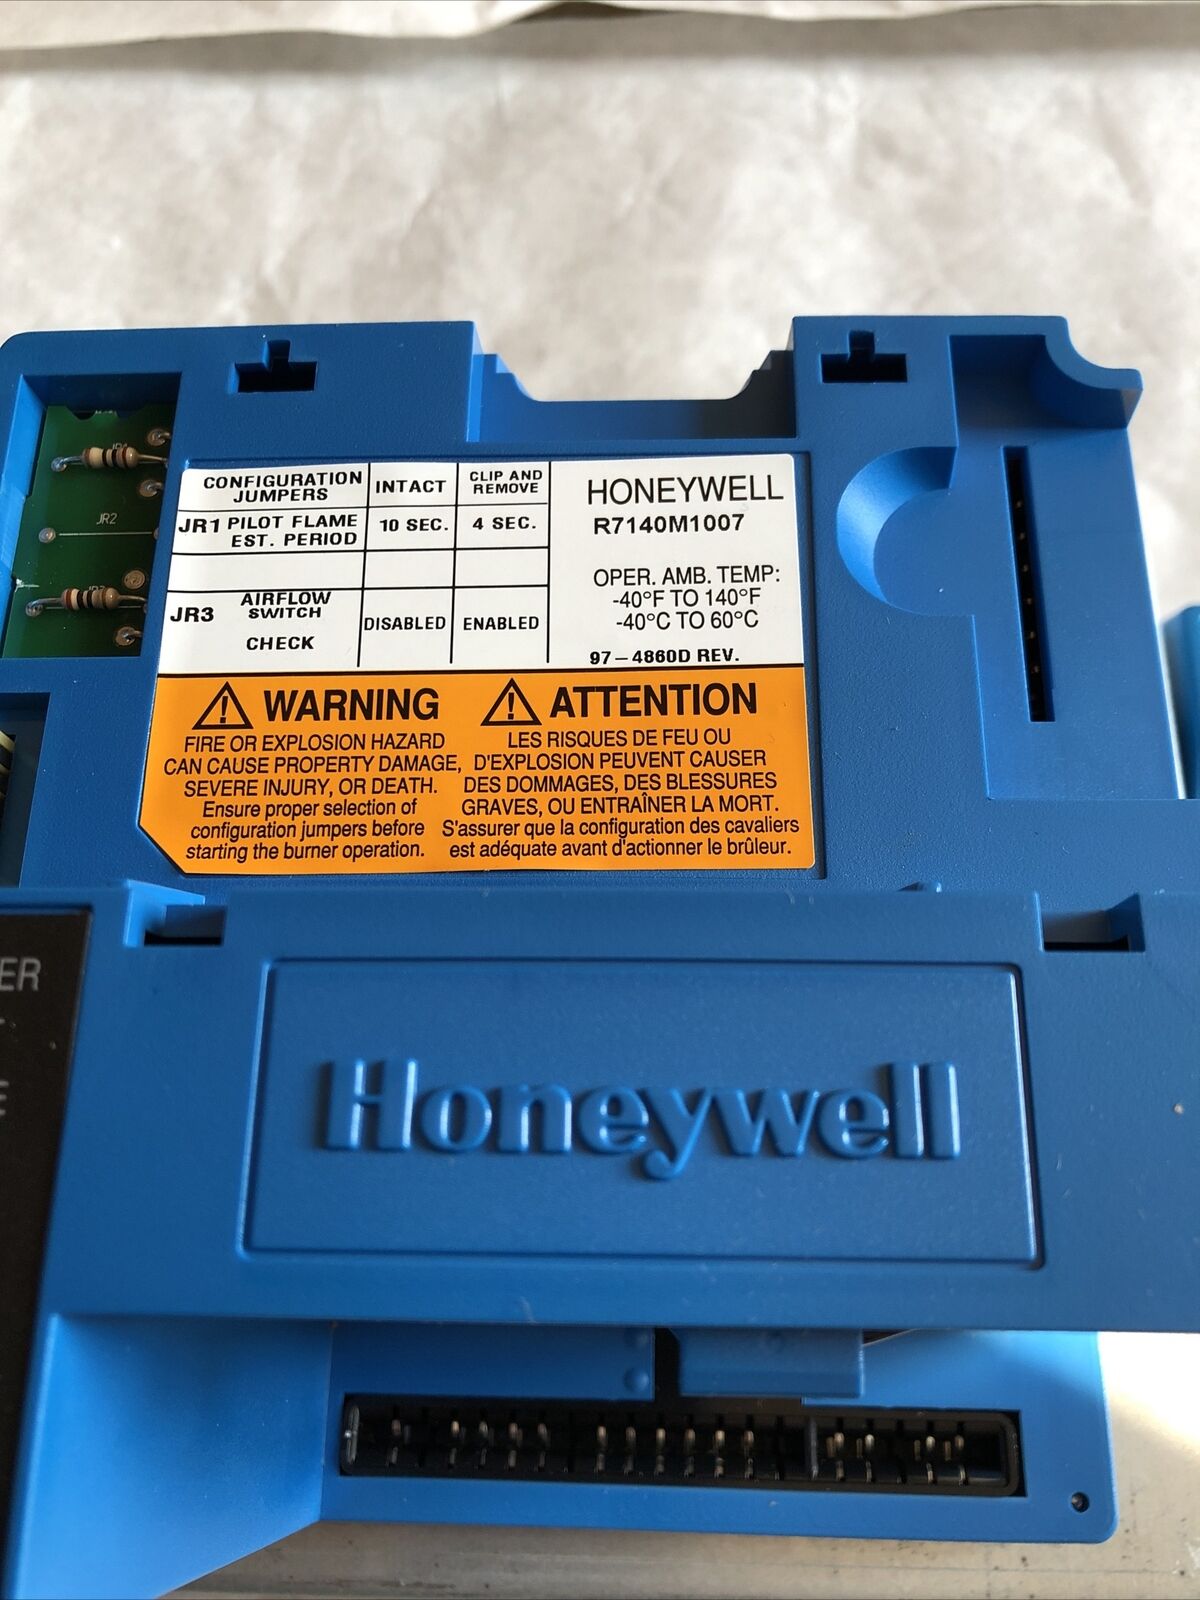 JR1
JR2
JR3
CONFIGURATION JUMPERS INTACT CLIP AND REMOVE
JR1 PILOT FLAME EST. PERIOD 10 SEC. 4 SEC.
JR3 AIRFLOW SWITCH CHECK DISABLED ENABLED
HONEYWELL
R7140M1007
OPER. AMB. TEMP:
-40°F TO 140°F
-40°C TO 60°C
97-4860D REV.
WARNING
FIRE OR EXPLOSION HAZARD
CAN CAUSE PROPERTY DAMAGE,
SEVERE INJURY, OR DEATH.
Ensure proper selection of
configuration jumpers before
starting the burner operation.
ATTENTION
LES RISQUES DE FEU OU
D'EXPLOSION PEUVENT CAUSER
DES DOMMAGES, DES BLESSURES
GRAVES, OU ENTRAÎNER LA MORT.
S'assurer que la configuration des cavaliers
est adéquate avant d'actionner le brûleur.
ER
Honeywell